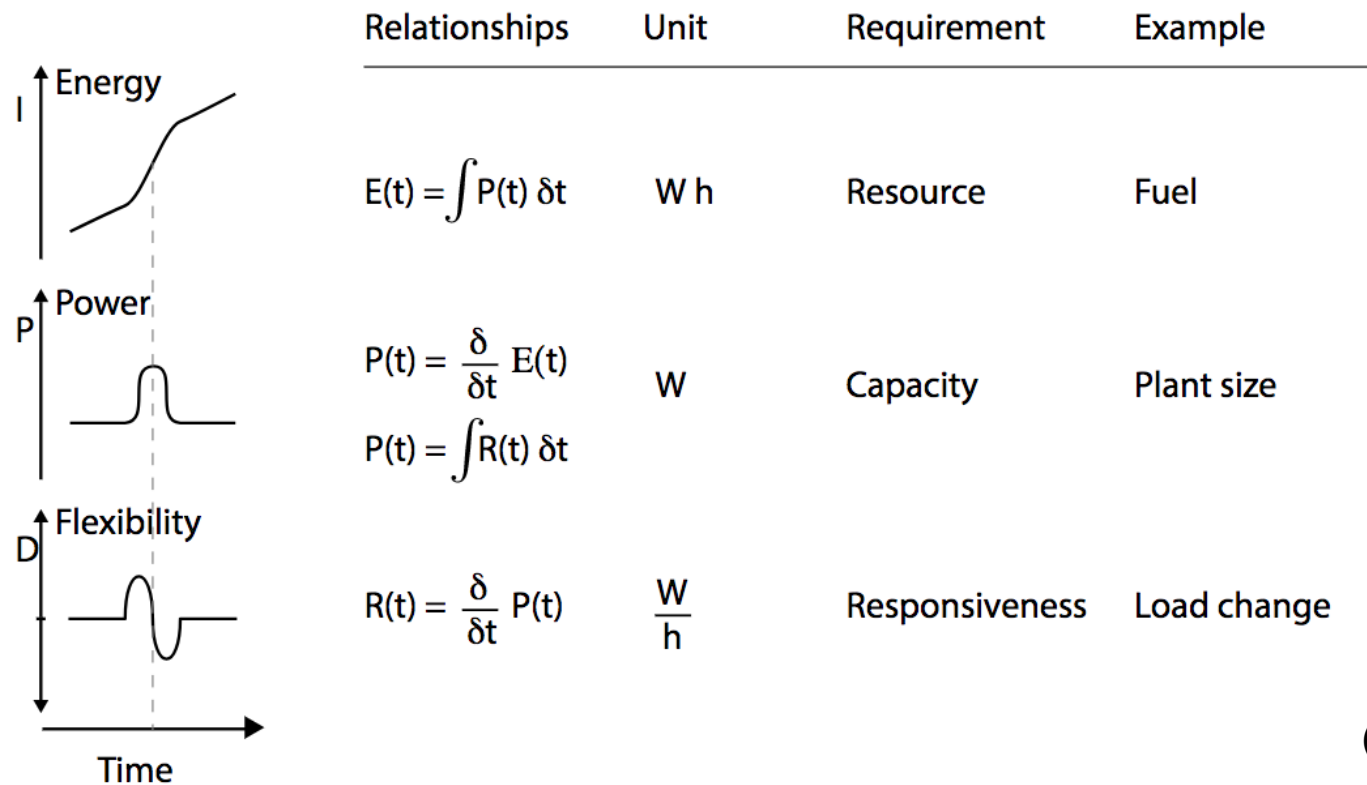 Relationships Unit Requirement Example
I Energy
E(t) = ∫ P(t) δt W h Resource Fuel
P Power
P(t) = δ/δt E(t)
W Capacity Plant size
P(t) = ∫ R(t) δt
D Flexibility
R(t) = δ/δt P(t) W/h Responsiveness Load change
Time